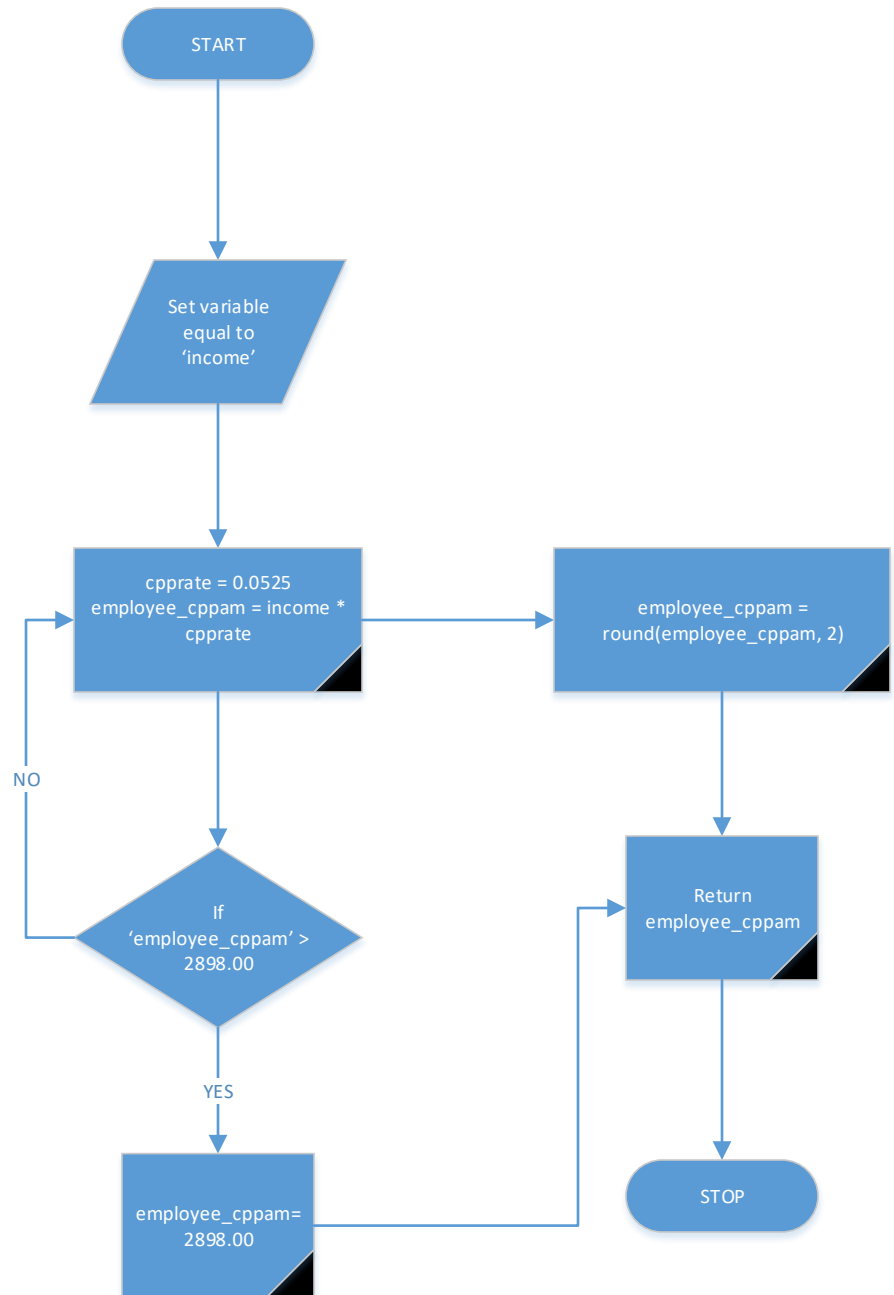 START
Set variable
equal to
‘income’
cpprate = 0.0525
employee_cppam = income *
cpprate
employee_cppam =
round(employee_cppam, 2)
NO
If
‘employee_cppam’ >
2898.00
Return
employee_cppam
YES
employee_cppam=
2898.00
STOP